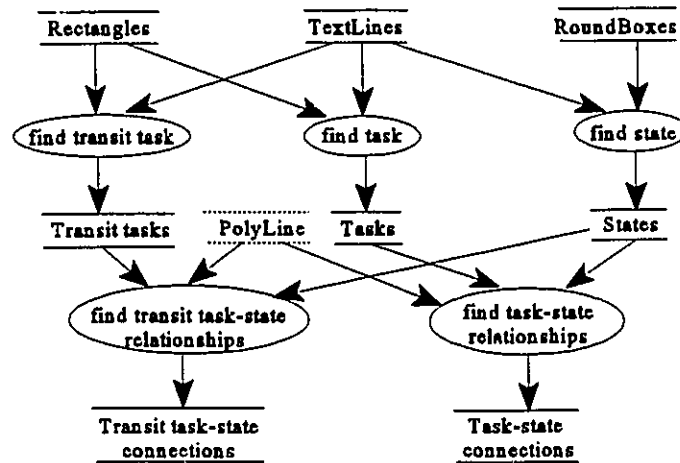 Rectangles
TextLines
RoundBoxes
find transit task
find task
find state
Transit tasks
PolyLine
Tasks
States
find transit task-state
relationships
find task-state
relationships
Transit task-state
connections
Task-state
connections